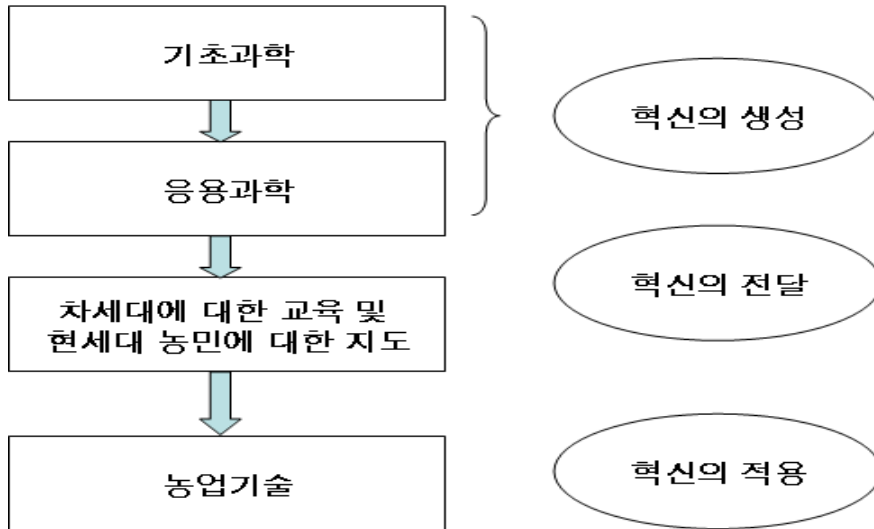 기초과학
혁신의 생성
응용과학
차세대에 대한 교육 및
현세대 농민에 대한 지도
혁신의 전달
농업기술
혁신의 적용